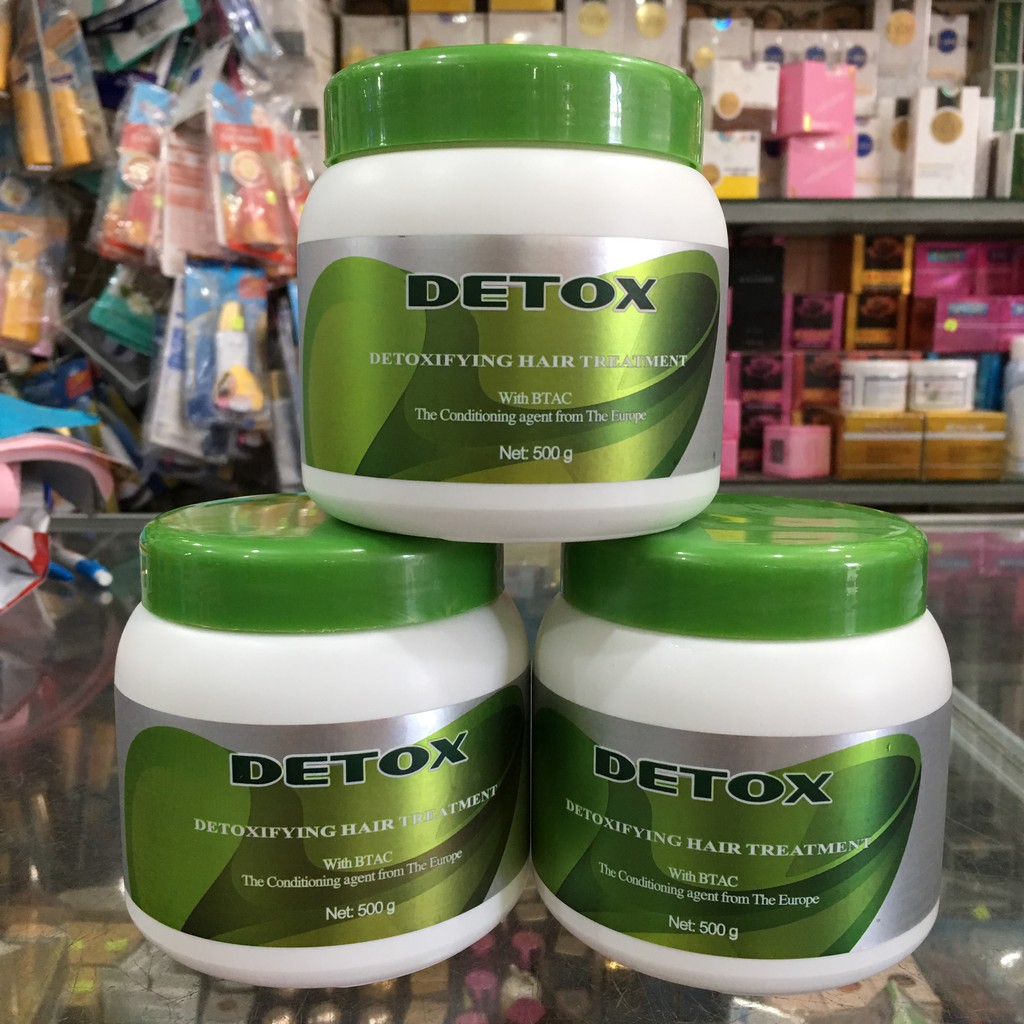 DETOX
DETOXIFYING HAIR TREATMENT
With BTAC
The Conditioning agent from The Europe
Net: 500 g
DETOX
DETOXIFYING HAIR TREATMENT
With BTAC
The Conditioning agent from The Europe
Net: 500 g
DETOX
DETOXIFYING HAIR TREATMENT
With BTAC
The Conditioning agent from The Europe
Net: 500 g